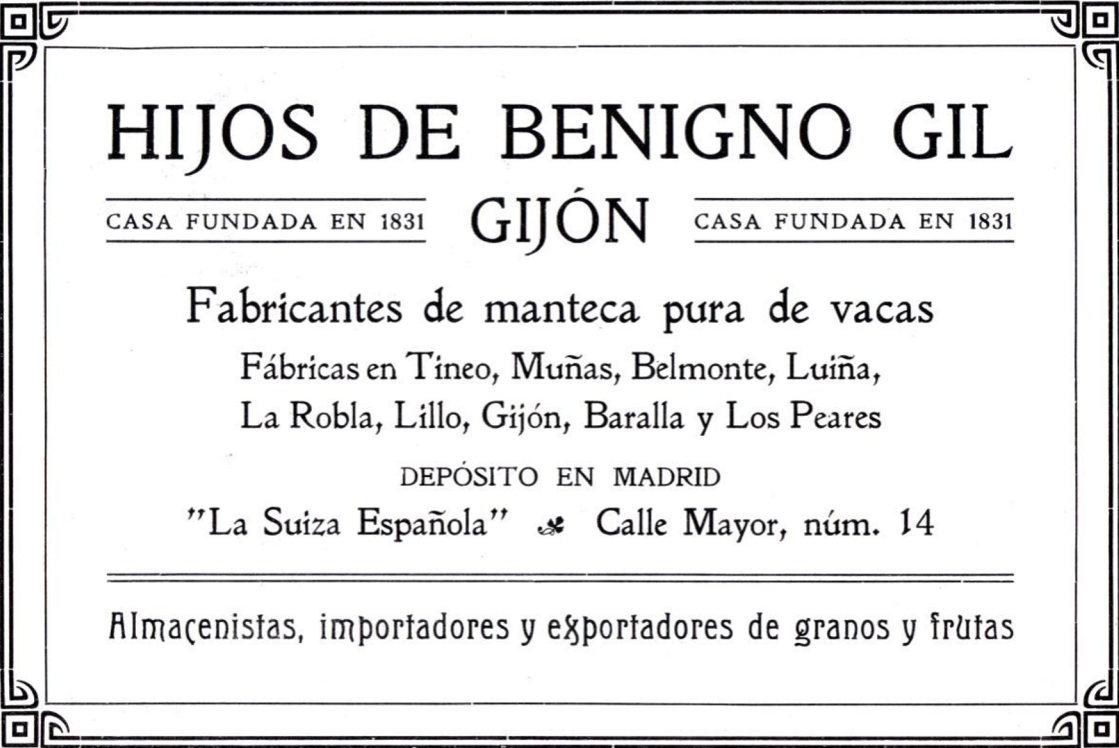 HIJOS DE BENIGNO GIL
CASA FUNDADA EN 1831 GIJÓN CASA FUNDADA EN 1831
Fabricantes de manteca pura de vacas
Fábricas en Tineo, Muñas, Belmonte, Luiña,
La Robla, Lillo, Gijón, Baralla y Los Peares
DEPÓSITO EN MADRID
"La Suiza Española" Calle Mayor, núm. 14
Almacenistas, importadores y exportadores de granos y frutas